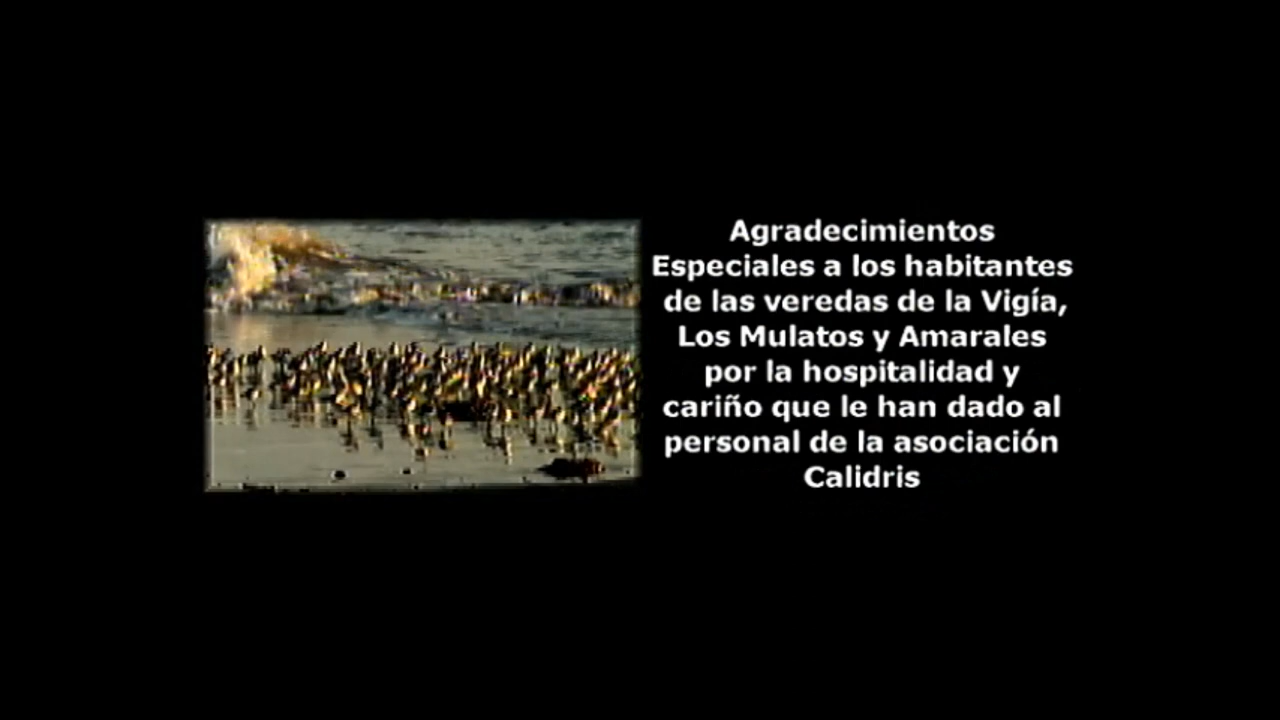 Agradecimientos
Especiales a los habitantes
de las veredas de la Vigía,
Los Mulatos y Amarales
por la hospitalidad y
cariño que le han dado al
personal de la asociación
Calidris